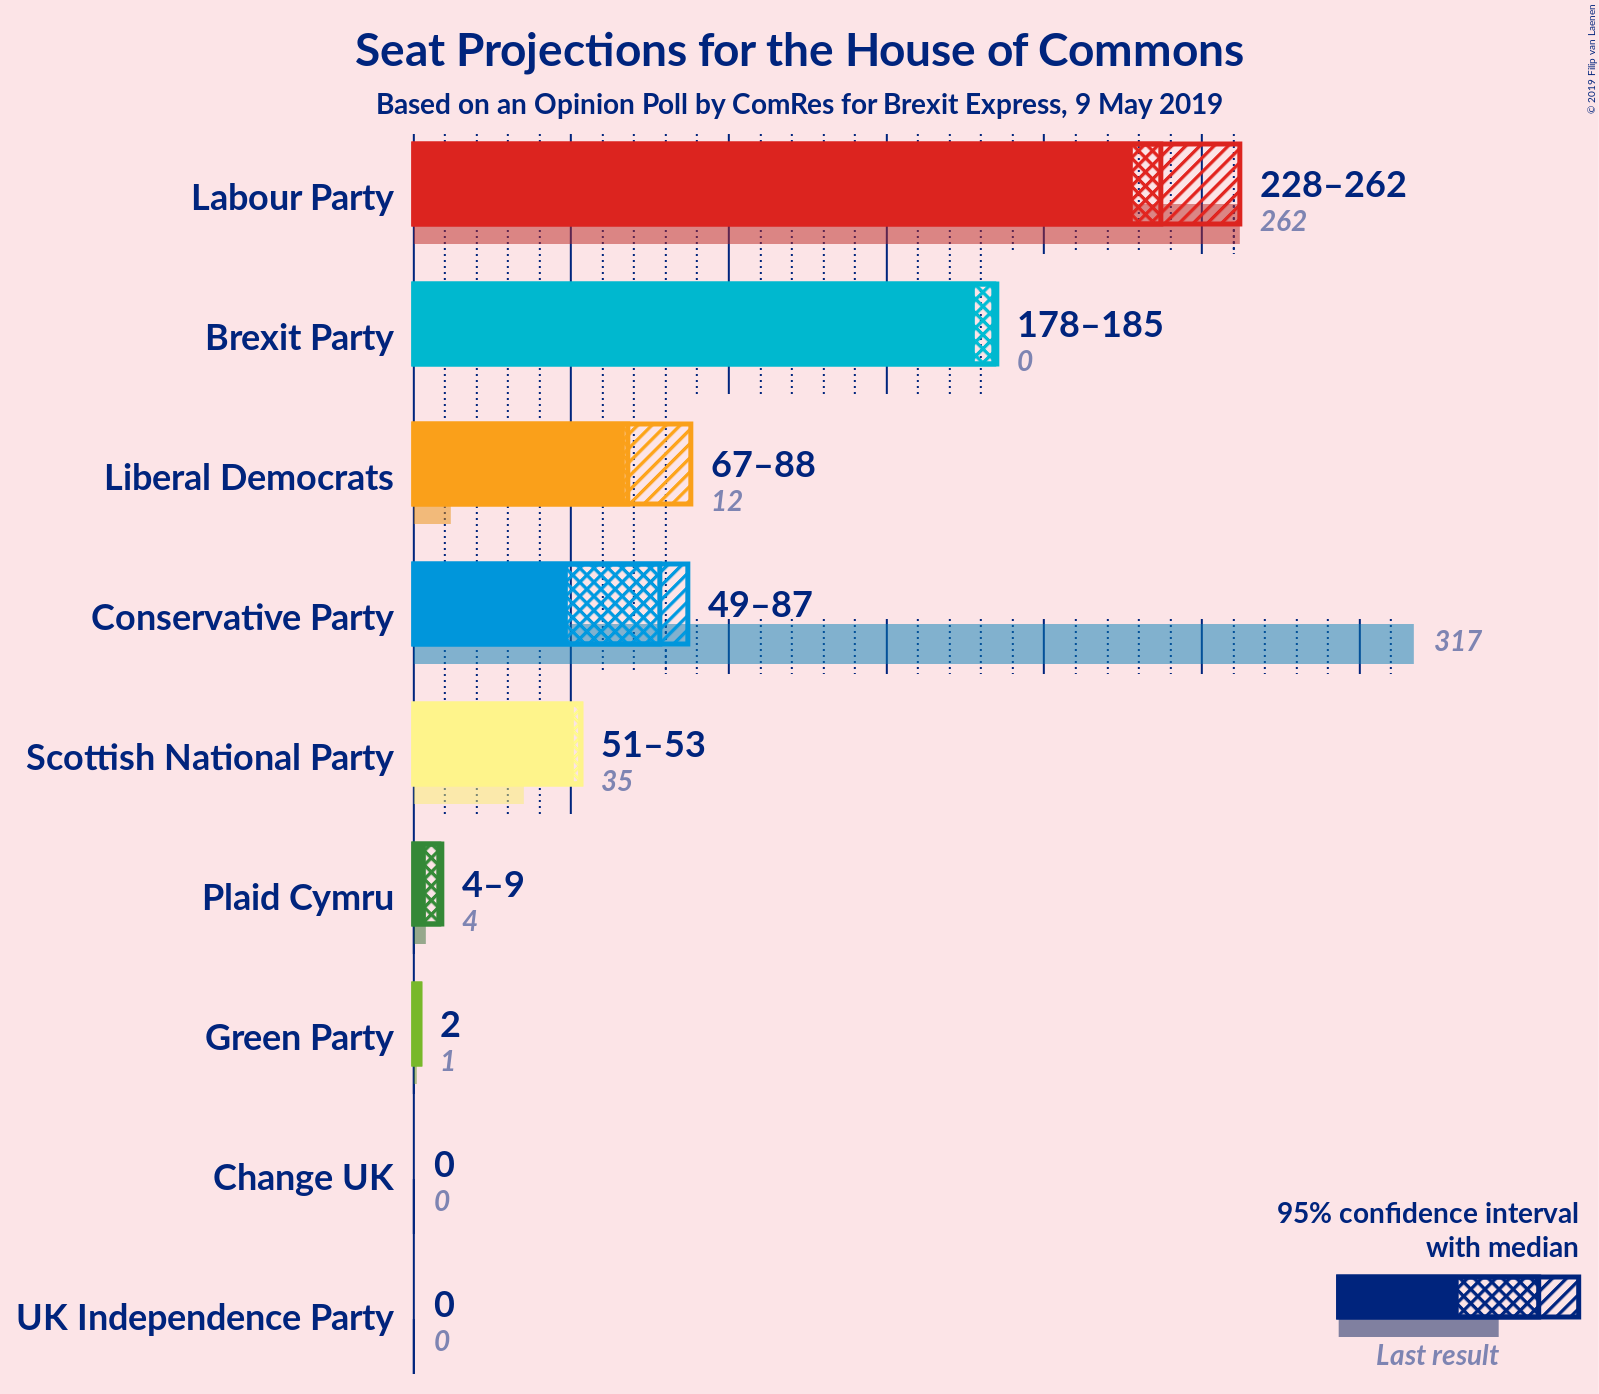 Seat Projections for the House of Commons
Based on an Opinion Poll by ComRes for Brexit Express, 9 May 2019
© 2019 Filip van Laenen
Labour Party
228–262
262
Brexit Party
178–185
0
Liberal Democrats
67–88
12
Conservative Party
49–87
317
Scottish National Party
51–53
35
Plaid Cymru
4–9
4
Green Party
2
1
Change UK
0
0
UK Independence Party
0
0
95% confidence interval
with median
Last result